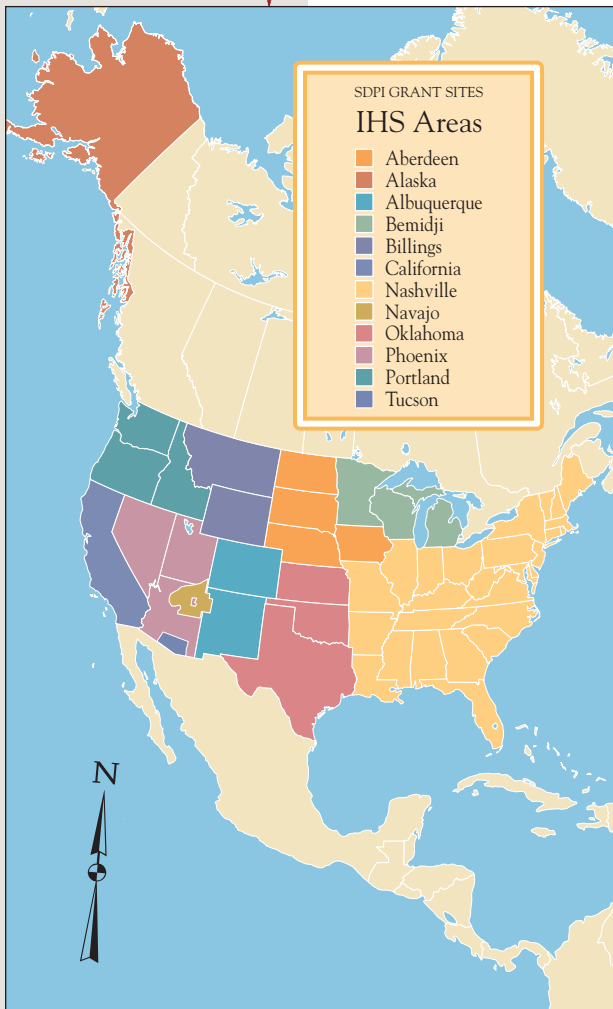 SDPI GRANT SITES
IHS Areas
Aberdeen
Alaska
Albuquerque
Bemidji
Billings
California
Nashville
Navajo
Oklahoma
Phoenix
Portland
Tucson
N